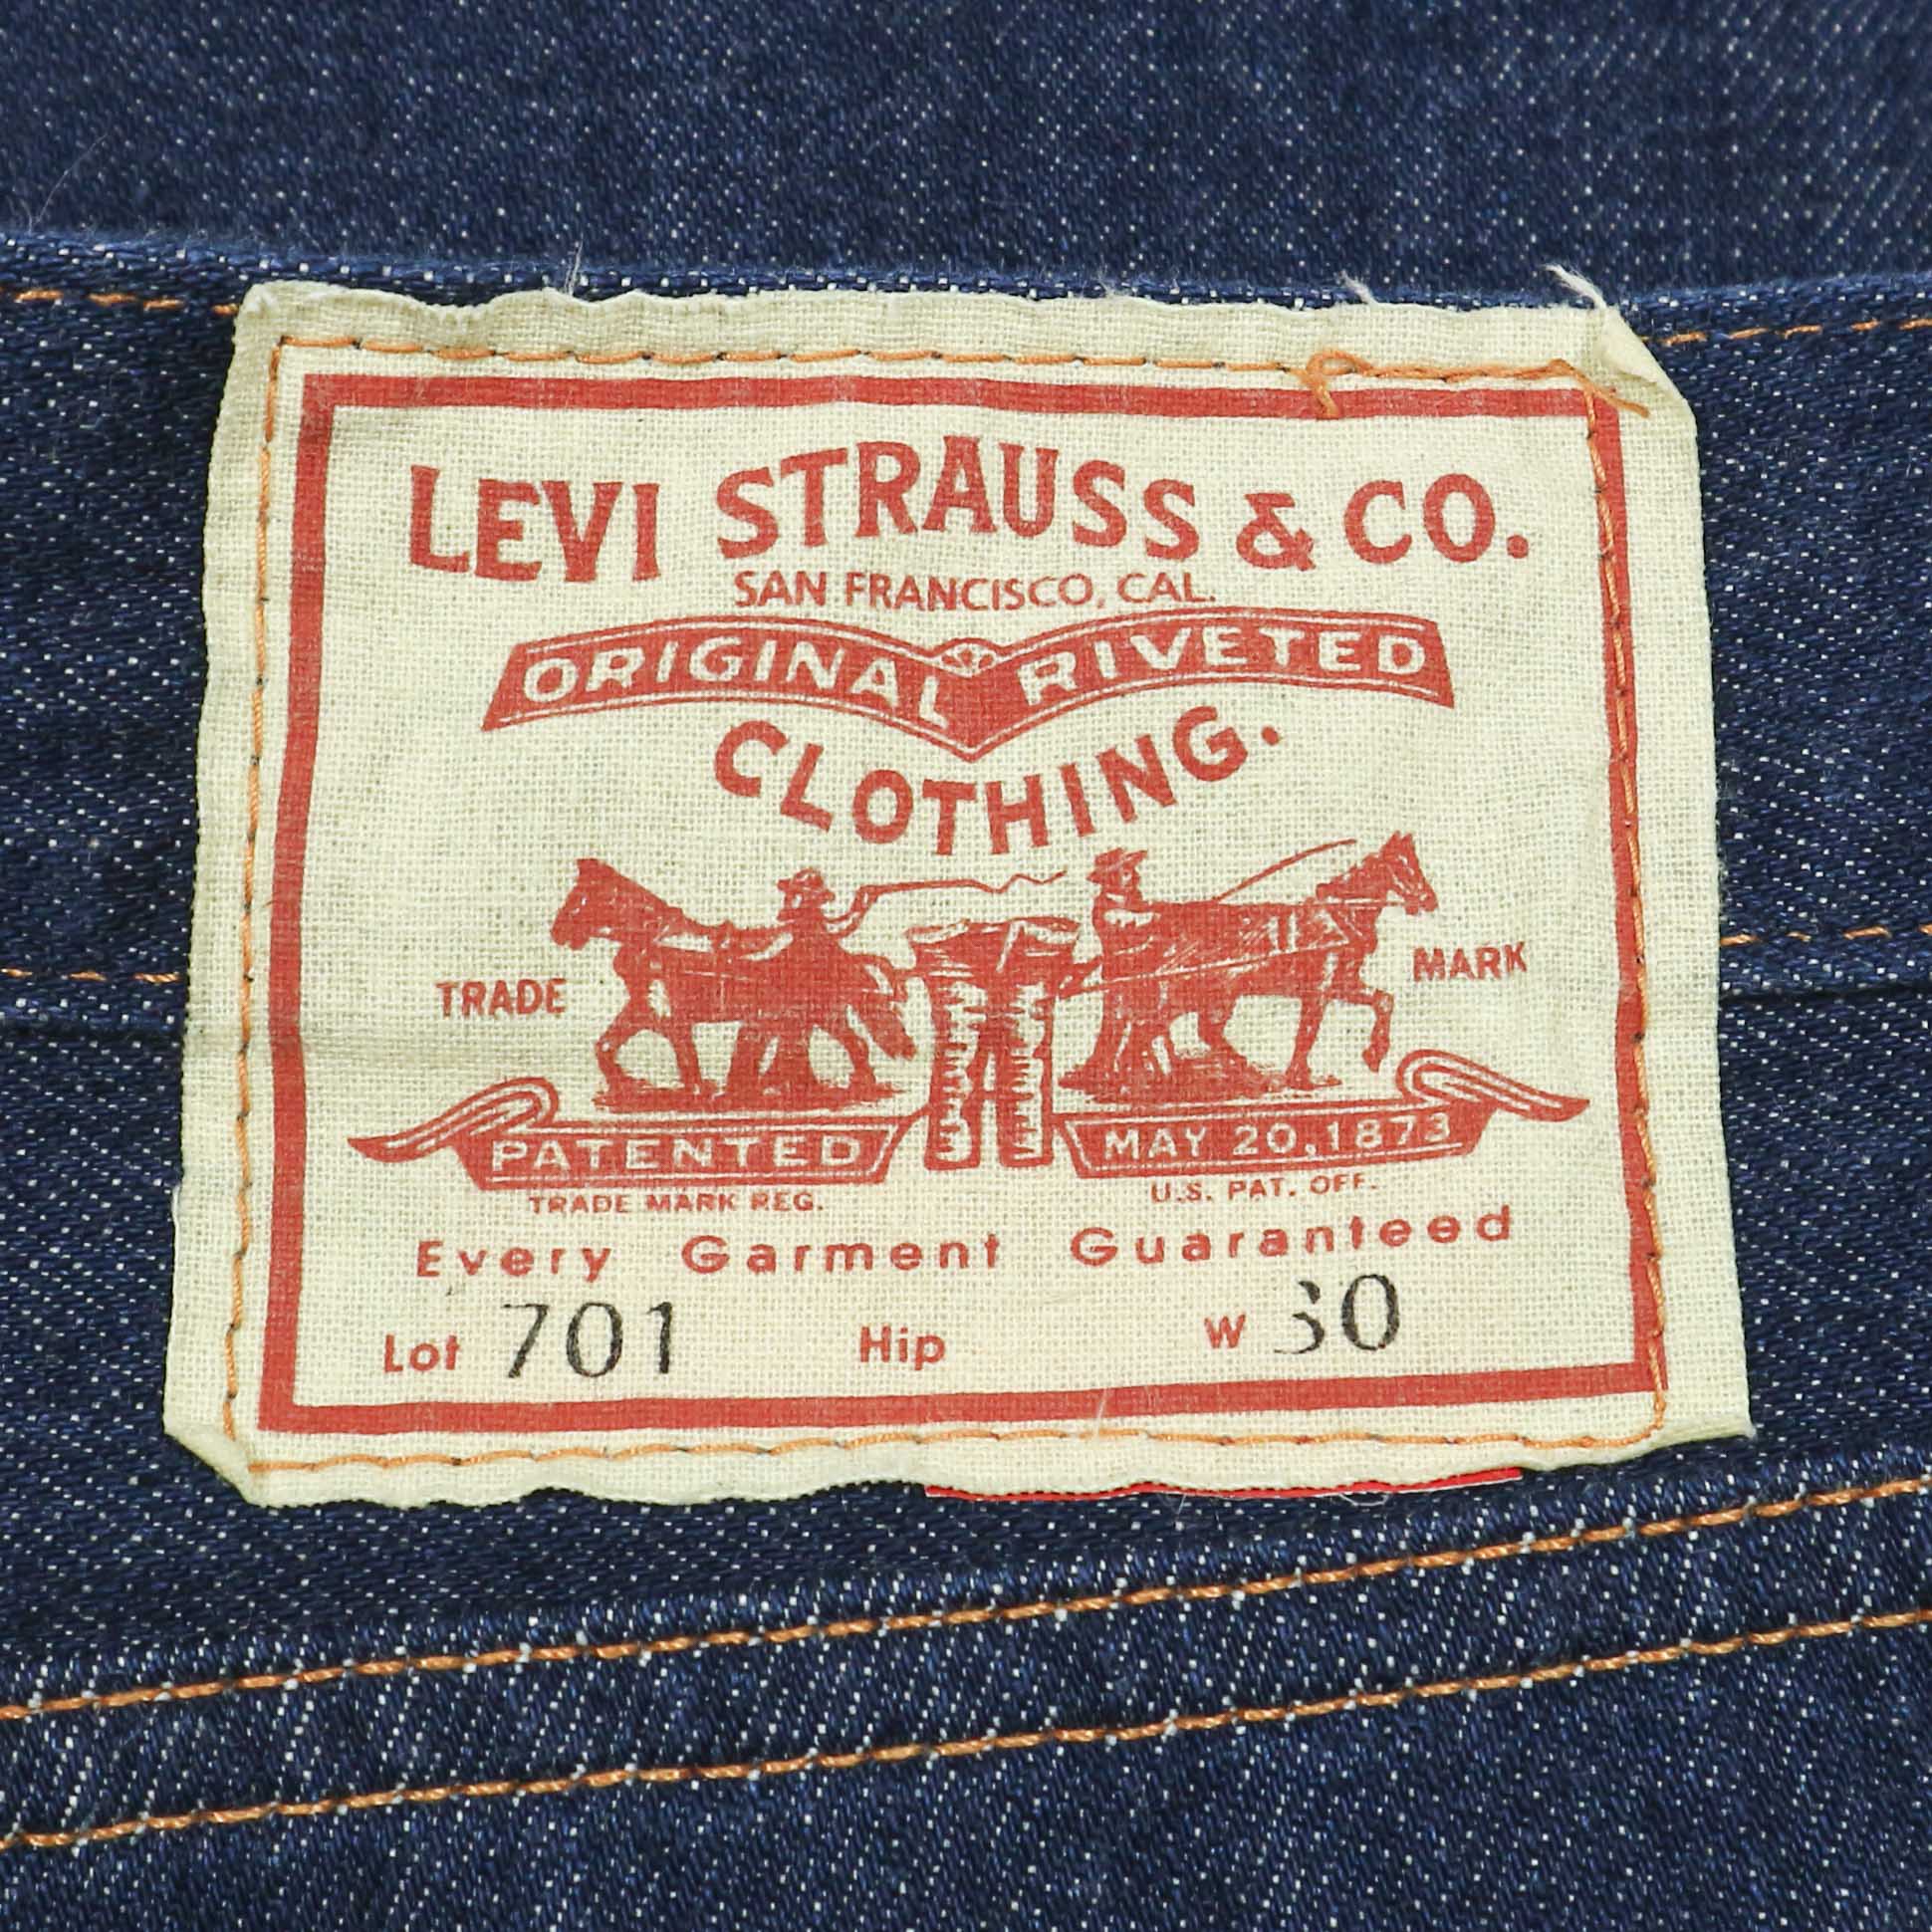 LEVI STRAUSS & CO.
SAN FRANCISCO, CAL.
ORIGINAL RIVETED
CLOTHING.
TRADE MARK
PATENTED MAY 20, 1873
TRADE MARK REG. U.S. PAT. OFF.
Every Garment Guaranteed
Lot 701 Hip W 30